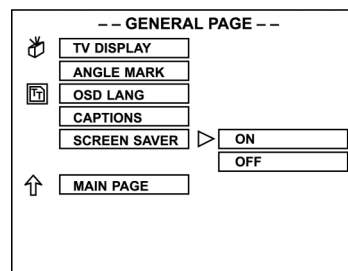 -- GENERAL PAGE --
TV DISPLAY
ANGLE MARK
OSD LANG
CAPTIONS
SCREEN SAVER ON
OFF
MAIN PAGE